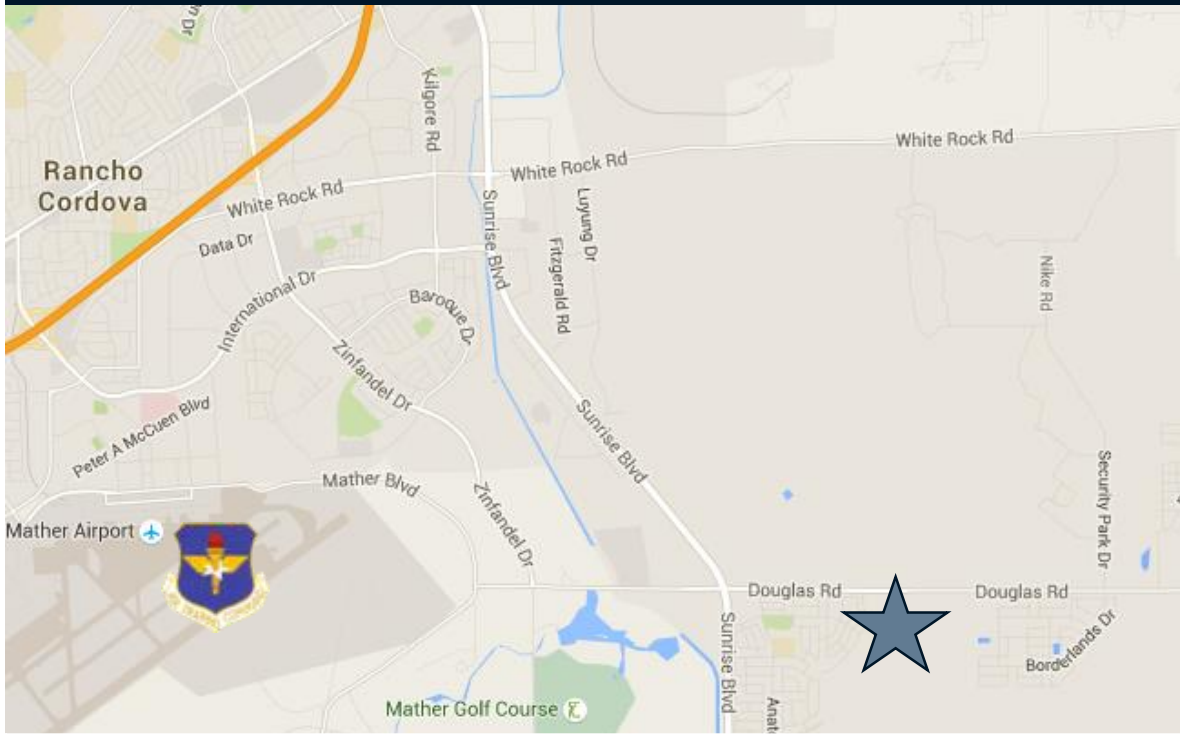 n Dr
Kilgore Rd
Rancho
Cordova
White Rock Rd
White Rock Rd
White Rock Rd
Data Dr
Sunrise Blvd
Luyung Dr
Fitzgerald Rd
International Dr
Baroque Dr
Nike Rd
Zinfandel Dr
Peter A McCuen Blvd
Sunrise Blvd
Mather Blvd
Security Park Dr
Zinfandel Dr
Mather Airport
Douglas Rd
Douglas Rd
Sunrise Blvd
Borderlands Dr
Mather Golf Course
Anat